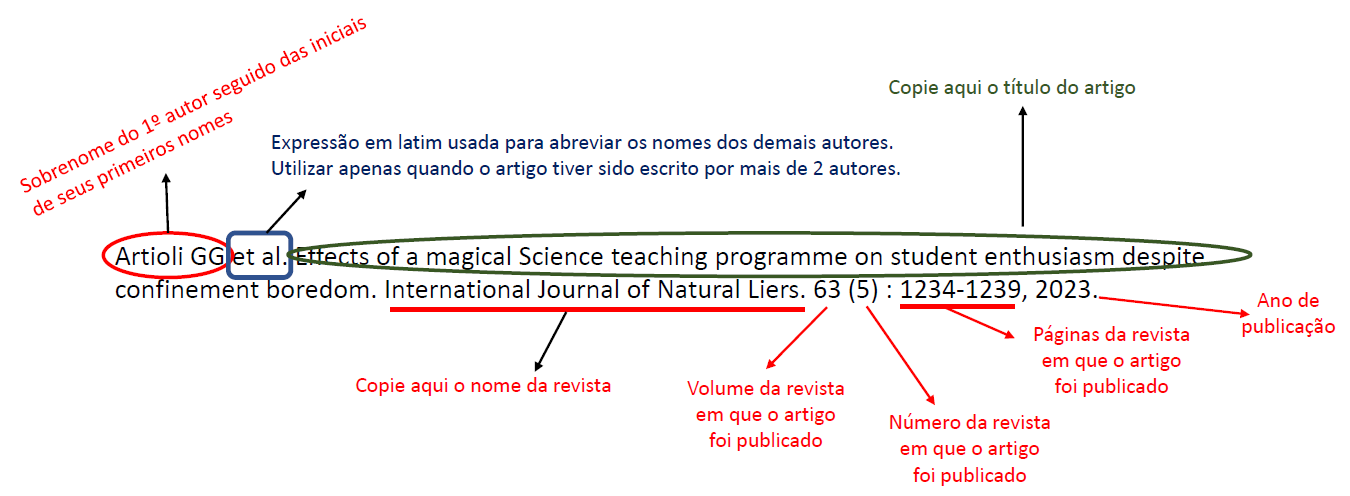 Sobrenome do 1º autor seguido das iniciais
de seus primeiros nomes
Expressão em latim usada para abreviar os nomes dos demais autores.
Utilizar apenas quando o artigo tiver sido escrito por mais de 2 autores.
Copie aqui o título do artigo
Artioli GG et al. Effects of a magical Science teaching programme on student enthusiasm despite
confinement boredom. International Journal of Natural Liers. 63 (5) : 1234-1239, 2023.
Copie aqui o nome da revista
Volume da revista
em que o artigo
foi publicado
Número da revista
em que o artigo
foi publicado
Páginas da revista
em que o artigo
foi publicado
Ano de
publicação